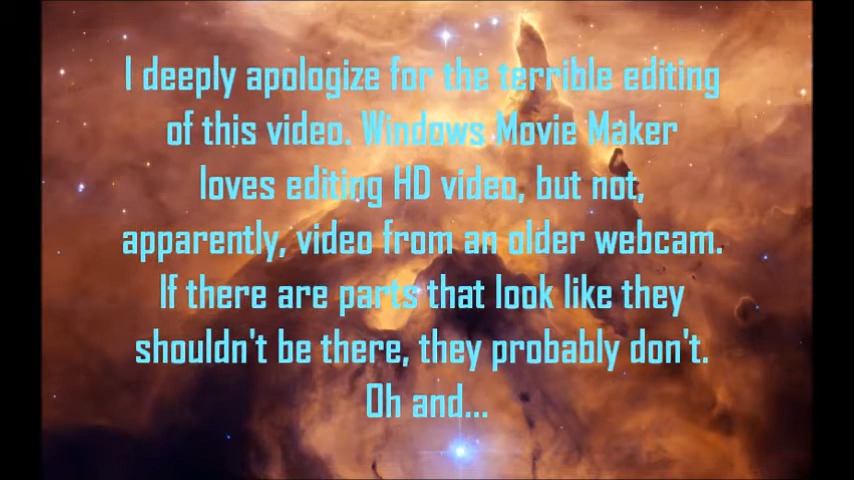 I deeply apologize for the terrible editing
of this video. Windows Movie Maker
loves editing HD video, but not,
apparently, video from an older webcam.
If there are parts that look like they
shouldn't be there, they probably don't.
Oh and...